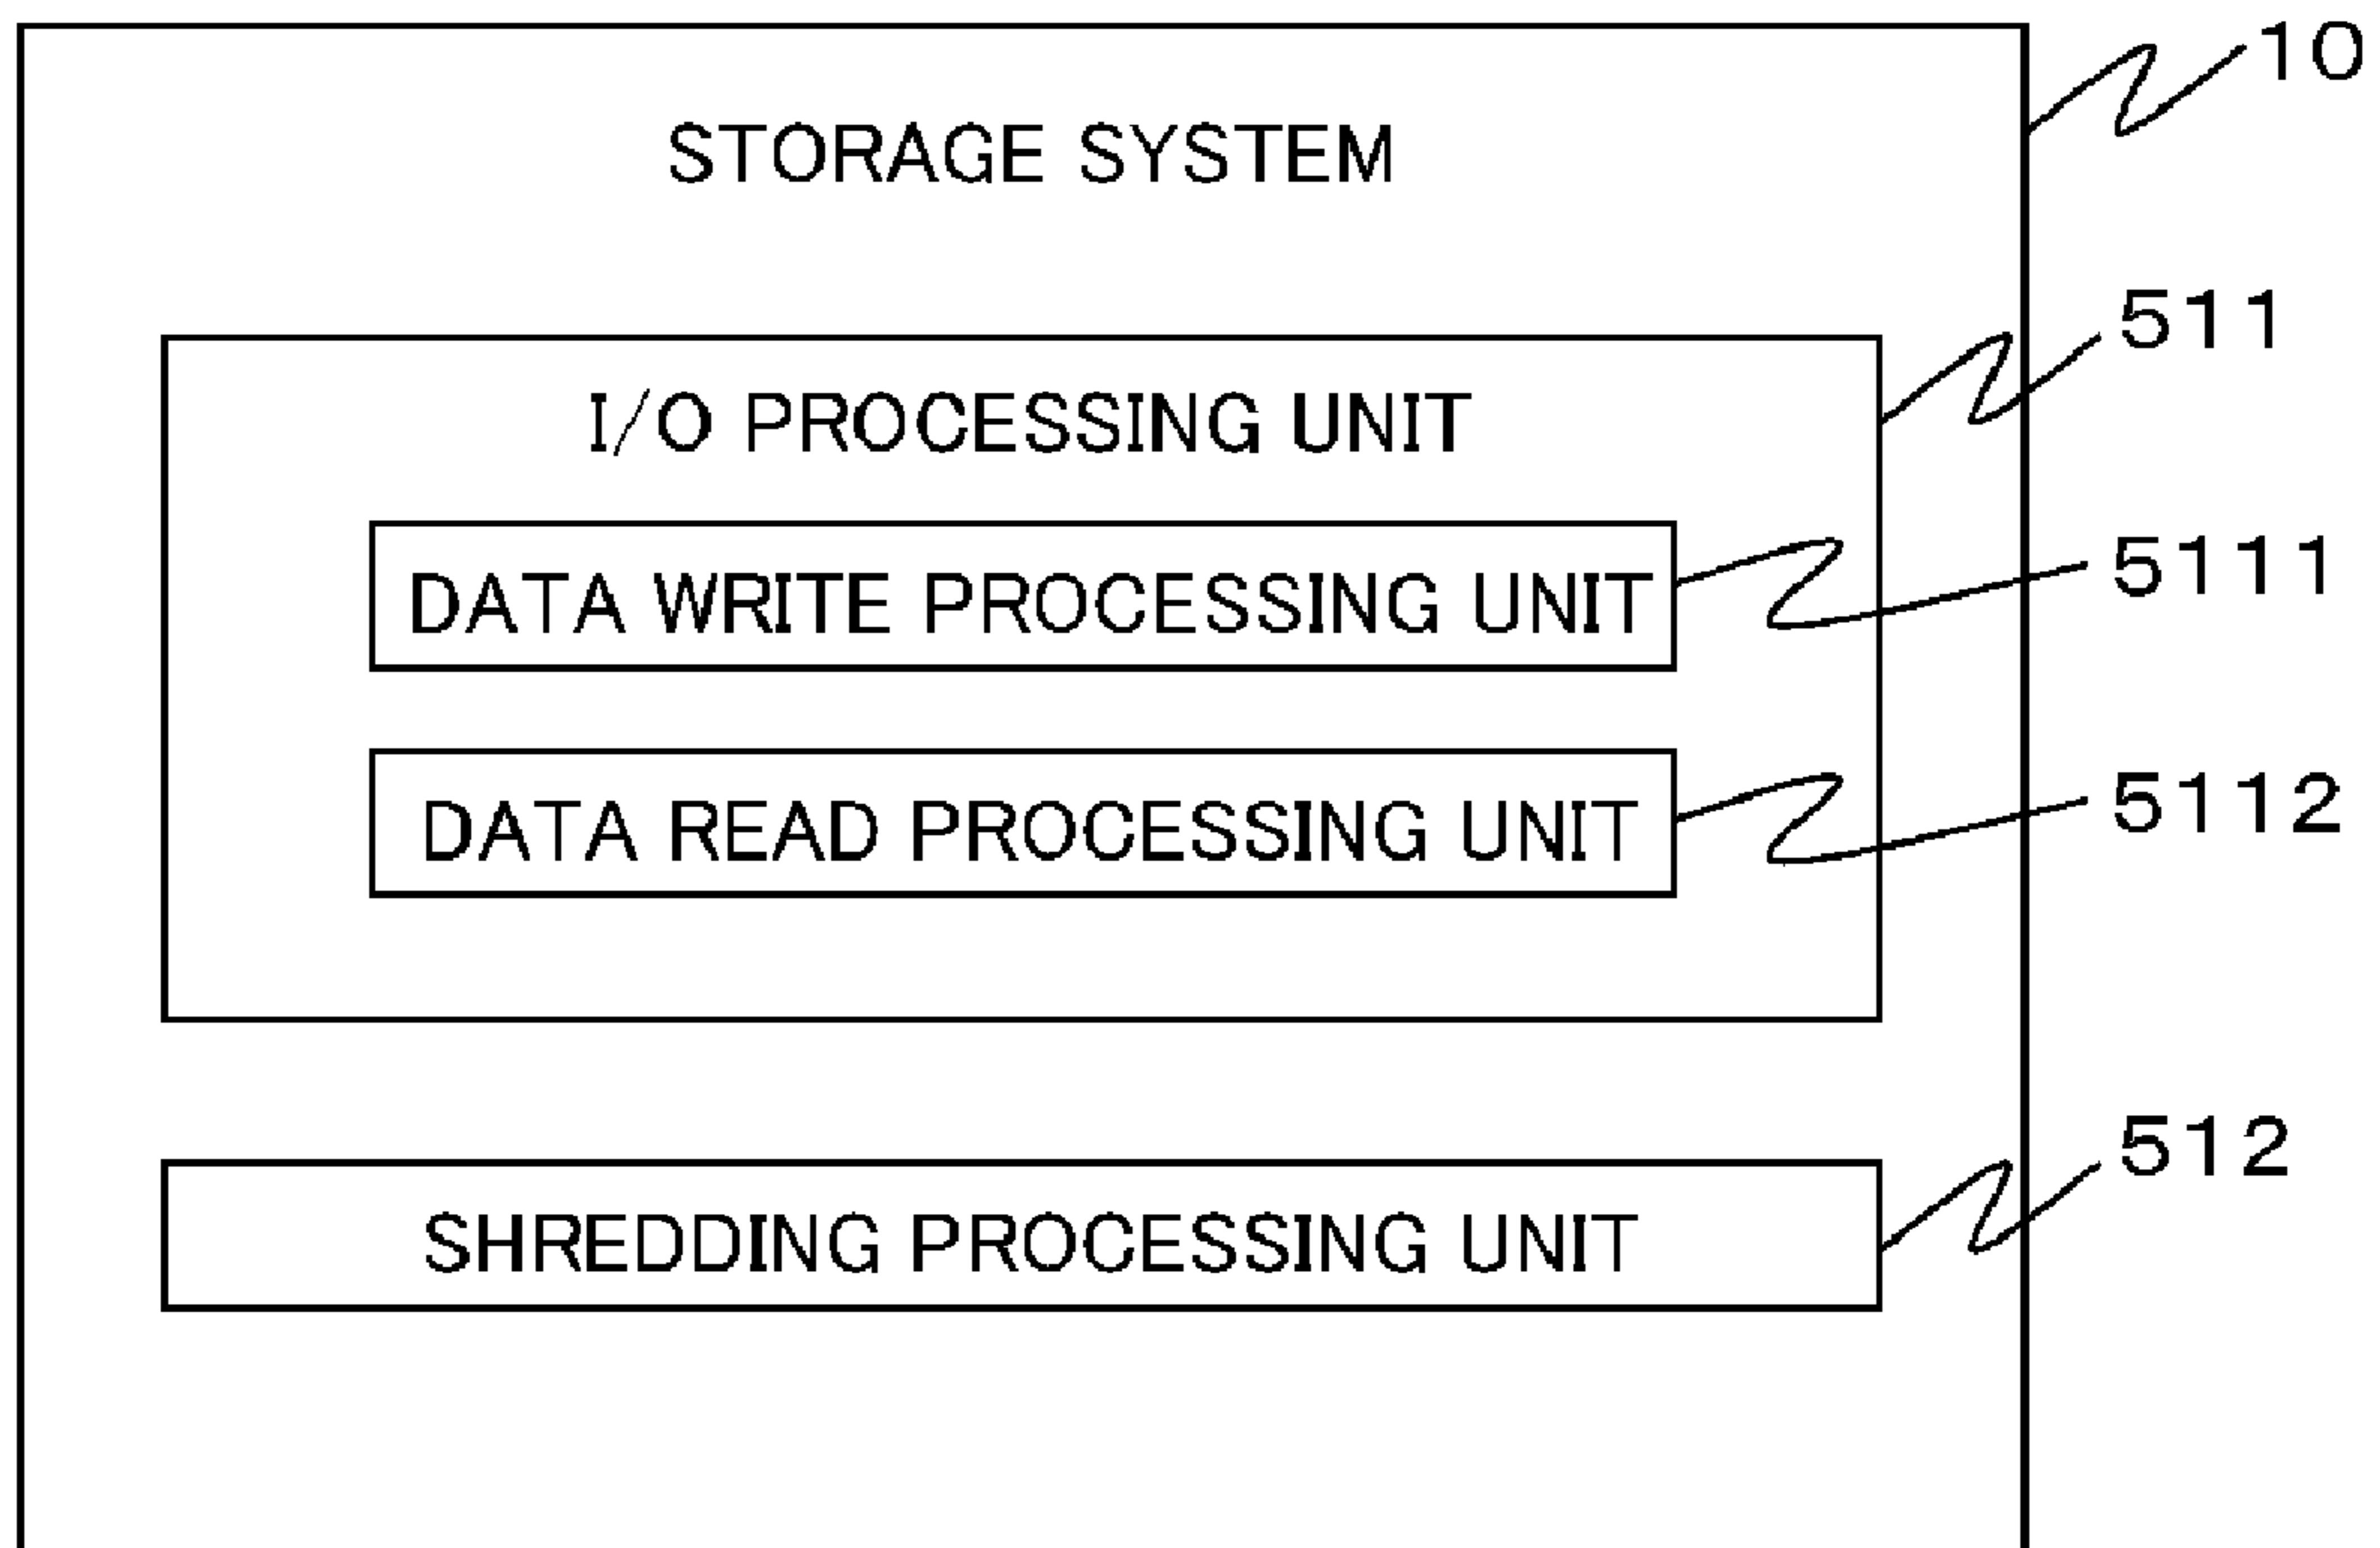 10
STORAGE SYSTEM
511
I/O PROCESSING UNIT
DATA WRITE PROCESSING UNIT
5111
DATA READ PROCESSING UNIT
5112
512
SHREDDING PROCESSING UNIT